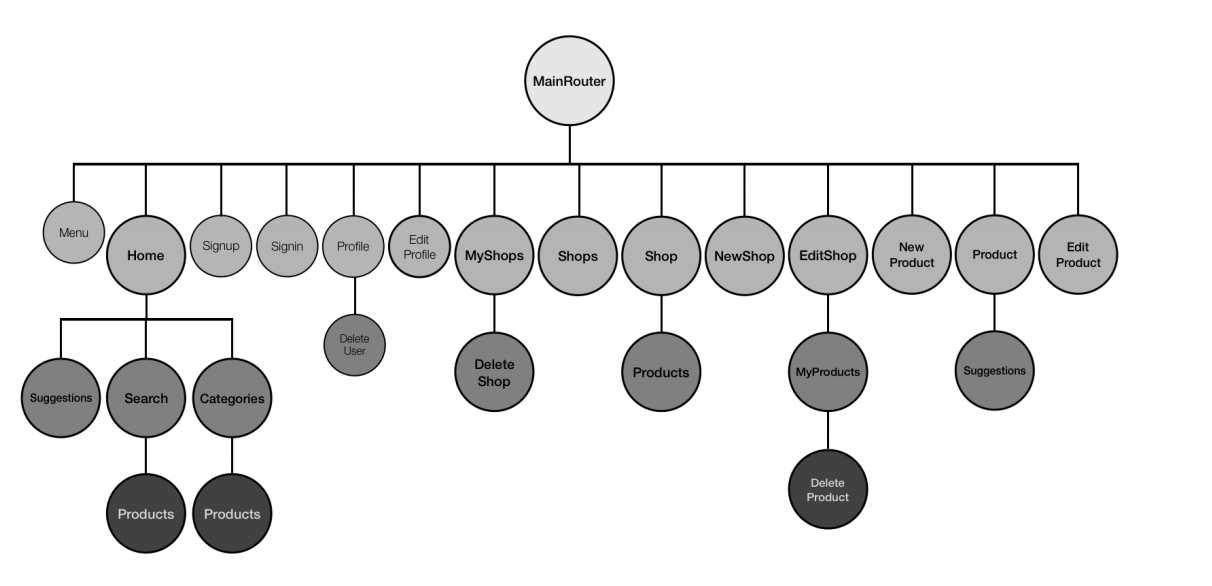 MainRouter
Menu
Home
Signup
Signin
Profile
Edit
Profile
MyShops
Shops
Shop
NewShop
EditShop
New
Product
Product
Edit
Product
Delete
User
Suggestions
Search
Categories
Delete
Shop
Products
MyProducts
Suggestions
Products
Products
Delete
Product